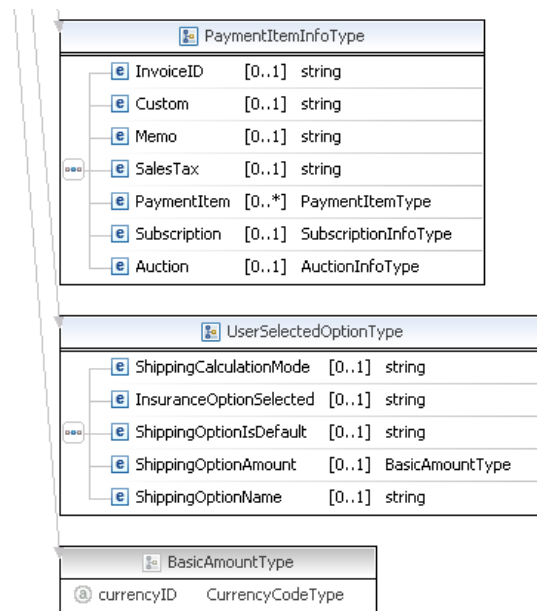 PaymentItemInfoType
e InvoiceID [0..1] string
e Custom [0..1] string
e Memo [0..1] string
e SalesTax [0..1] string
e PaymentItem [0..*] PaymentItemType
e Subscription [0..1] SubscriptionInfoType
e Auction [0..1] AuctionInfoType
UserSelectedOptionType
e ShippingCalculationMode [0..1] string
e InsuranceOptionSelected [0..1] string
e ShippingOptionIsDefault [0..1] string
e ShippingOptionAmount [0..1] BasicAmountType
e ShippingOptionName [0..1] string
BasicAmountType
a currencyID CurrencyCodeType